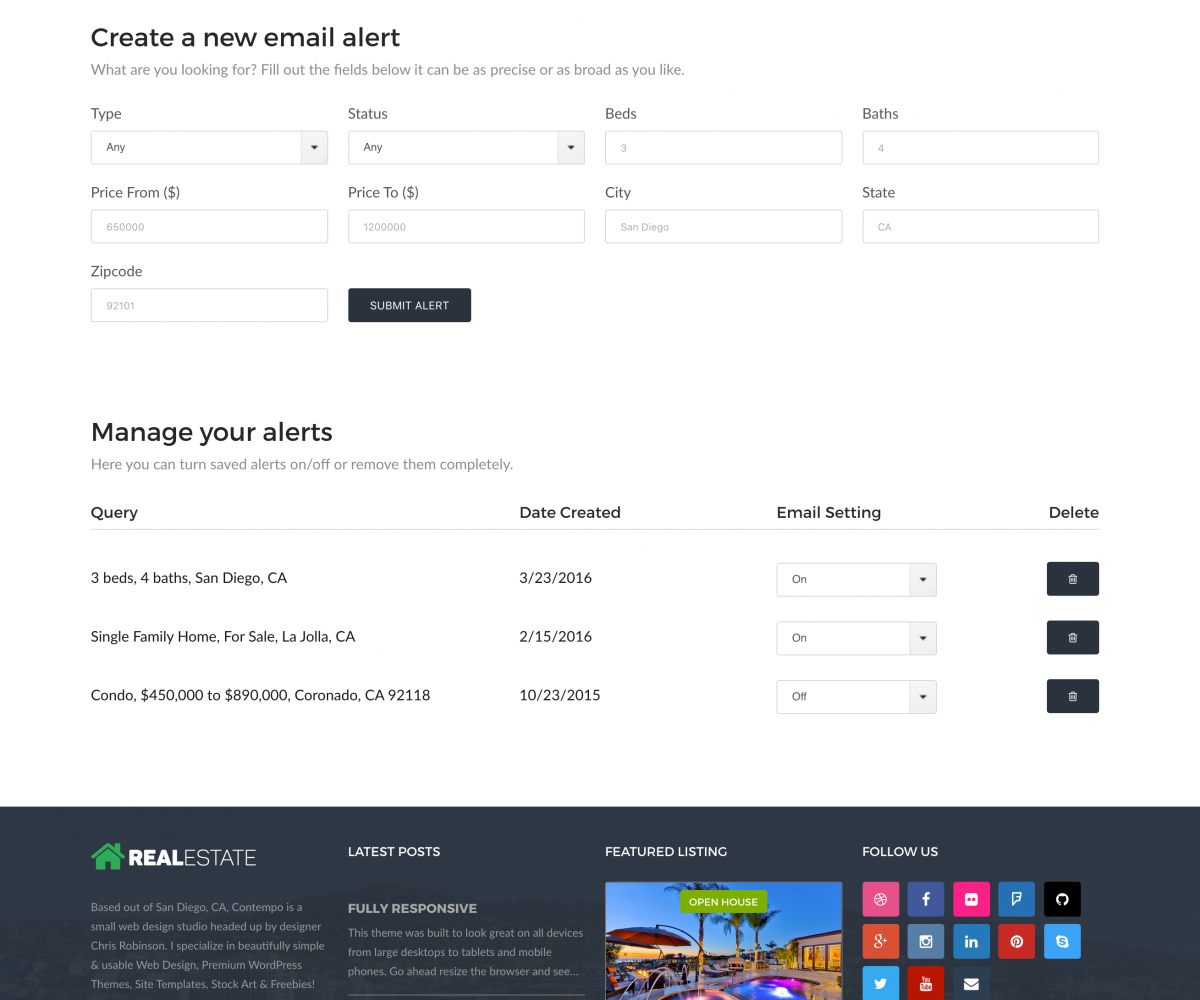 Create a new email alert
What are you looking for? Fill out the fields below it can be as precise or as broad as you like.
Type Status Beds Baths
Any Any 3 4
Price From ($) Price To ($) City State
650000 1200000 San Diego CA
Zipcode
92101 SUBMIT ALERT
Manage your alerts
Here you can turn saved alerts on/off or remove them completely.
Query Date Created Email Setting Delete
3 beds, 4 baths, San Diego, CA 3/23/2016 On
Single Family Home, For Sale, La Jolla, CA 2/15/2016 On
Condo, $450,000 to $890,000, Coronado, CA 92118 10/23/2015 Off
REALESTATE
Based out of San Diego, CA, Contempo is a
small web design studio headed up by designer
Chris Robinson. I specialize in beautifully simple
& usable Web Design, Premium WordPress
Themes, Site Templates, Stock Art & Freebies!
LATEST POSTS
FULLY RESPONSIVE
This theme was built to look great on all devices
from large desktops to tablets and mobile
phones. Go ahead resize the browser and see...
FEATURED LISTING
OPEN HOUSE
FOLLOW US